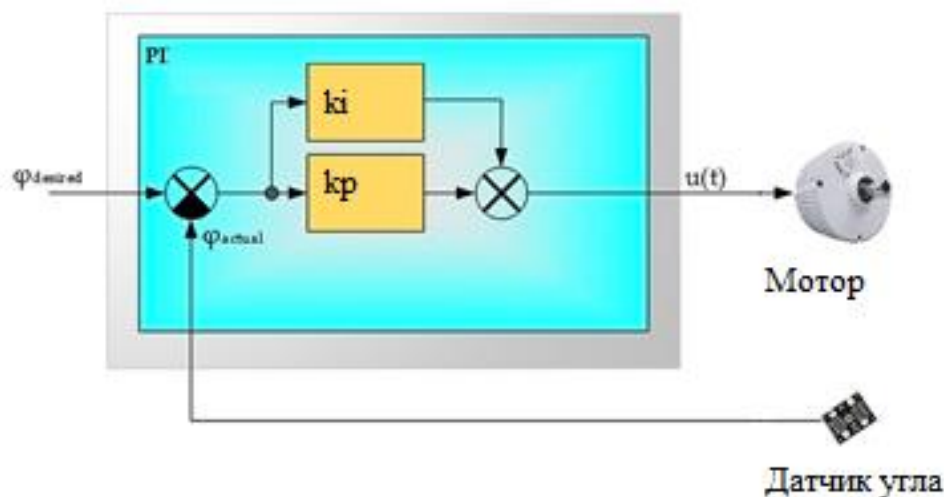 PI
ki
φdesired
kp
u(t)
φactual
Мотор
Датчик угла